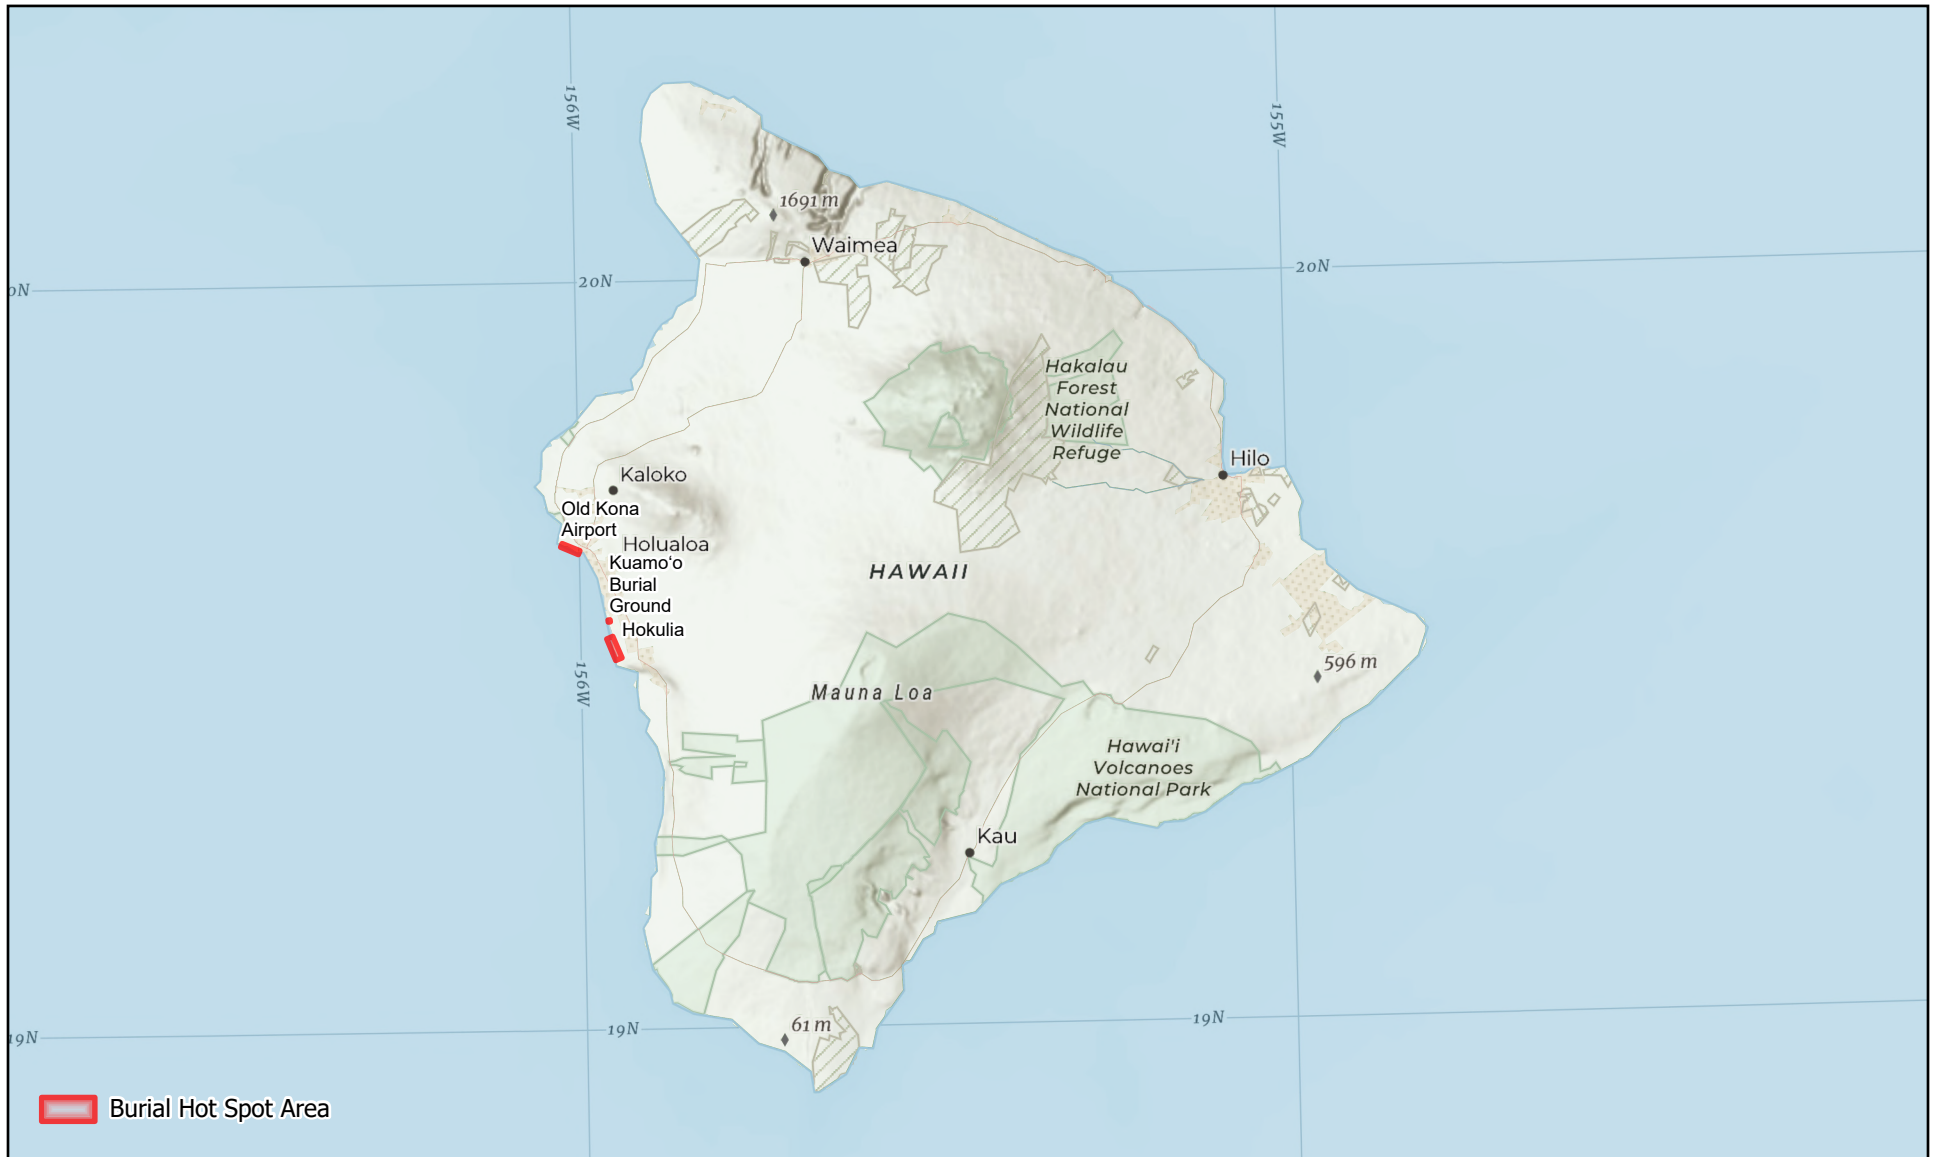 156W
155W
1691 m
Waimea
0N
20N
20N
Hakalau
Forest
National
Wildlife
Refuge
Hilo
Kaloko
Old Kona
Airport
Holualoa
Kuamoʻo
Burial
Ground
Hokulia
HAWAII
156W
Mauna Loa
596 m
Hawai'i
Volcanoes
National Park
Kau
19N
19N
19N
61 m
Burial Hot Spot Area